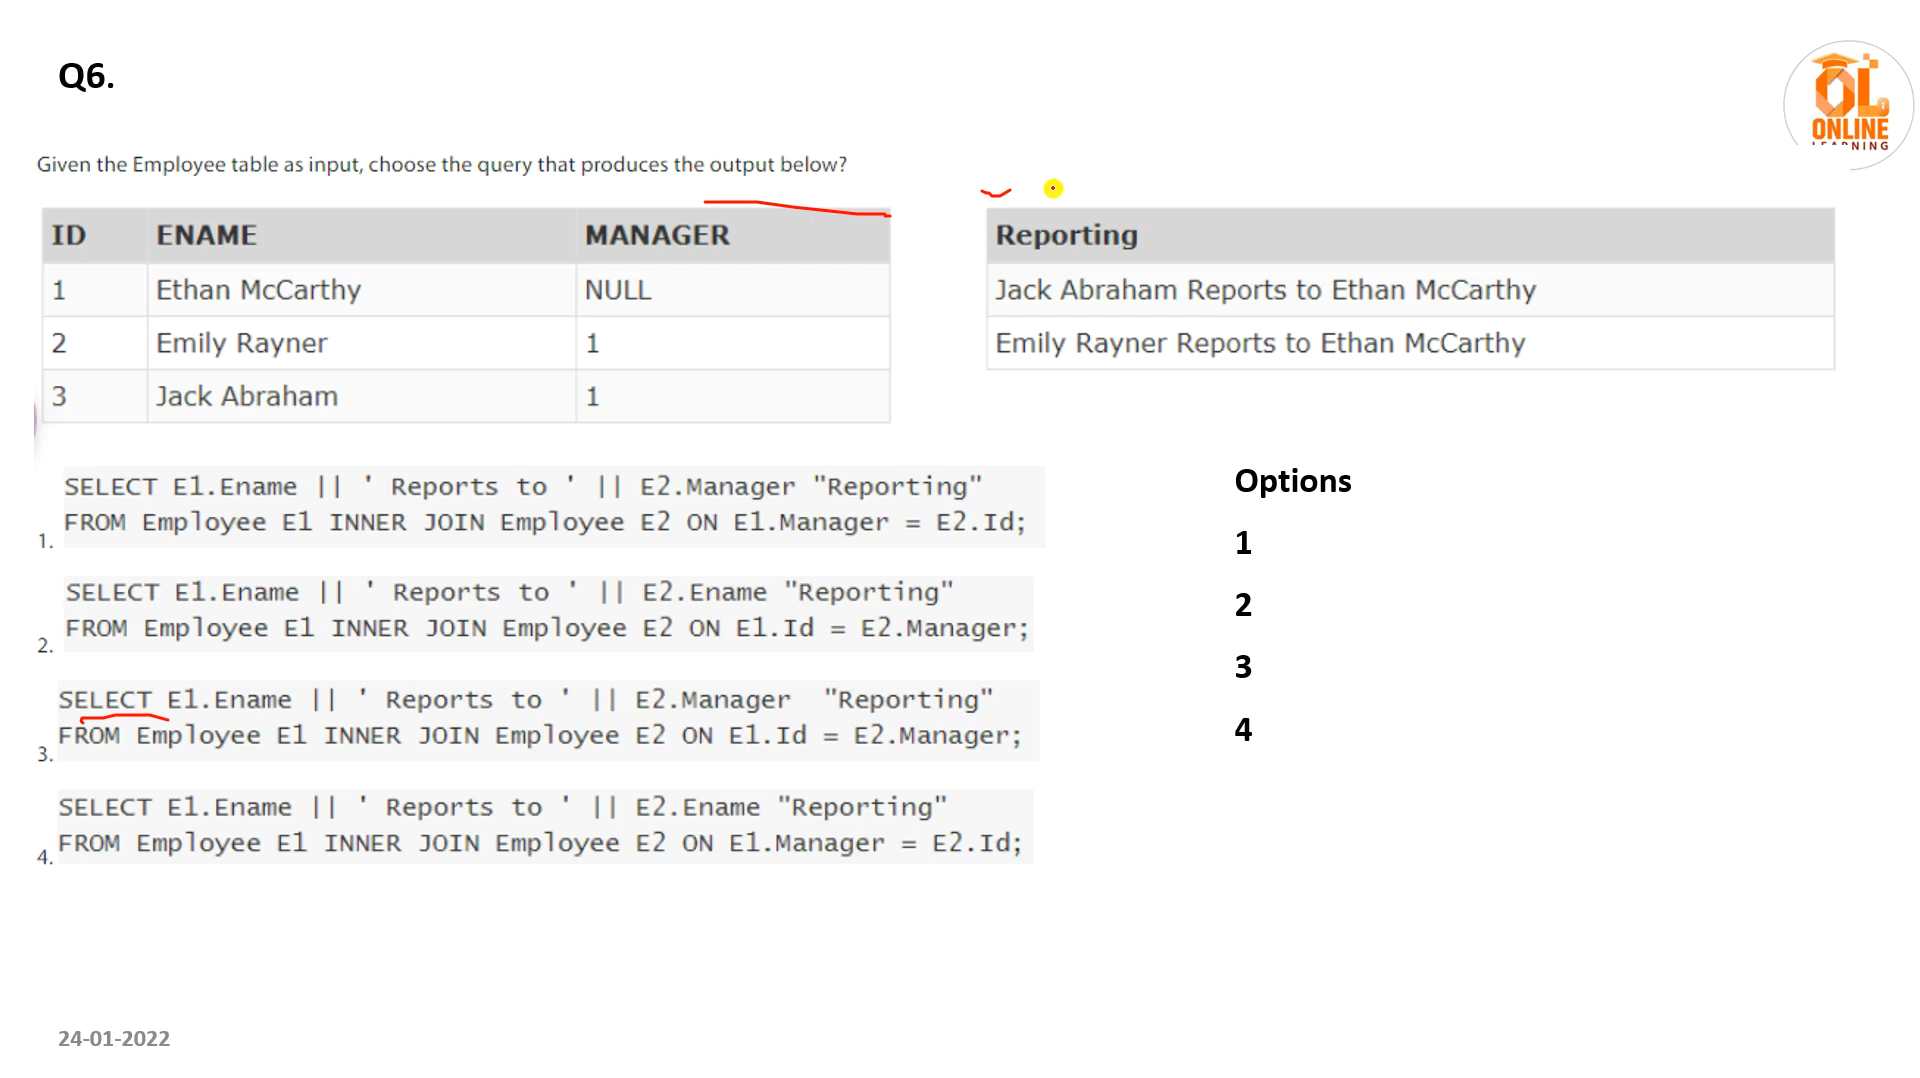 Q6.
OL
ONLINE
Given the Employee table as input, choose the query that produces the output below?
ID ENAME MANAGER
1 Ethan McCarthy NULL
2 Emily Rayner 1
3 Jack Abraham 1
Reporting
Jack Abraham Reports to Ethan McCarthy
Emily Rayner Reports to Ethan McCarthy
1. SELECT E1.Ename || ' Reports to ' || E2.Manager "Reporting"
FROM Employee E1 INNER JOIN Employee E2 ON E1.Manager = E2.Id;
2. SELECT E1.Ename || ' Reports to ' || E2.Ename "Reporting"
FROM Employee E1 INNER JOIN Employee E2 ON E1.Id = E2.Manager;
3. SELECT E1.Ename || ' Reports to ' || E2.Manager "Reporting"
FROM Employee E1 INNER JOIN Employee E2 ON E1.Id = E2.Manager;
4. SELECT E1.Ename || ' Reports to ' || E2.Ename "Reporting"
FROM Employee E1 INNER JOIN Employee E2 ON E1.Manager = E2.Id;
Options
1
2
3
4
24-01-2022